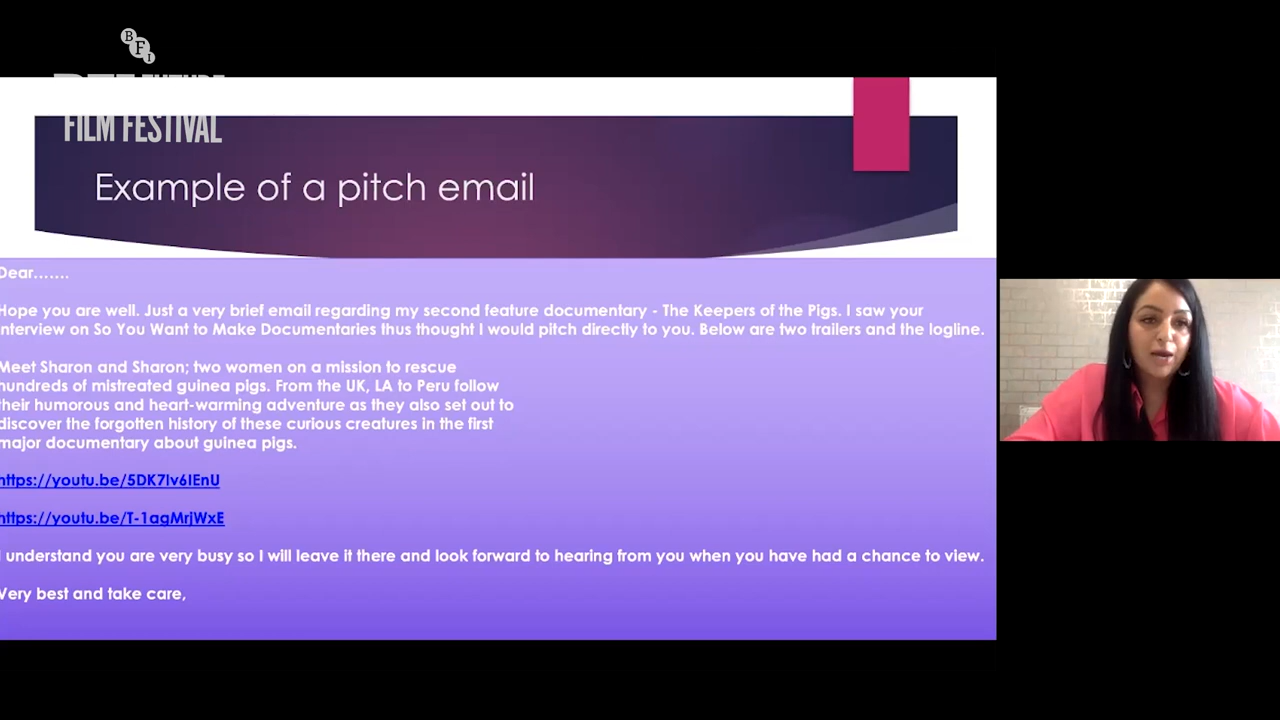 BFI
FILM FESTIVAL
Example of a pitch email
Dear.......
Hope you are well. Just a very brief email regarding my second feature documentary - The Keepers of the Pigs. I saw your
interview on So You Want to Make Documentaries thus thought I would pitch directly to you. Below are two trailers and the logline.
Meet Sharon and Sharon; two women on a mission to rescue
hundreds of mistreated guinea pigs. From the UK, LA to Peru follow
their humorous and heart-warming adventure as they also set out to
discover the forgotten history of these curious creatures in the first
major documentary about guinea pigs.
https://youtu.be/5DK7Iv6IEnU
https://youtu.be/T-1agMrjWxE
I understand you are very busy so I will leave it there and look forward to hearing from you when you have had a chance to view.
Very best and take care,